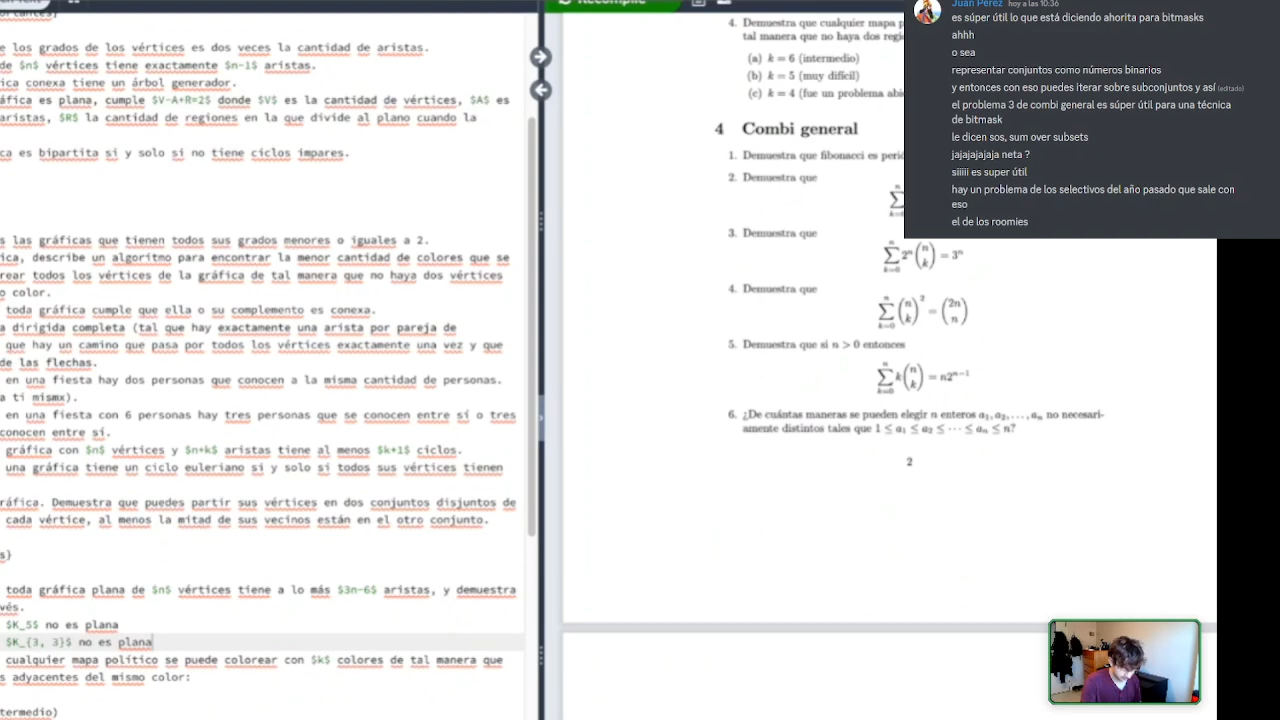 ortantes)
e los grados de los vértices es dos veces la cantidad de aristas.
de $n$ vértices tiene exactamente $n-1$ aristas.
ica conexa tiene un árbol generador.
áfica es plana, cumple $V-A+R=2$ donde $V$ es la cantidad de vértices, $A$ es
aristas, $R$ la cantidad de regiones en la que divide al plano cuando la
ca es bipartita si y solo si no tiene ciclos impares.
s las gráficas que tienen todos sus grados menores o iguales a 2.
ica, describe un algoritmo para encontrar la menor cantidad de colores que se
rear todos los vértices de la gráfica de tal manera que no haya dos vértices
o color.
toda gráfica cumple que ella o su complemento es conexa.
a dirigida completa (tal que hay exactamente una arista por pareja de
que hay un camino que pasa por todos los vértices exactamente una vez y que
de las flechas.
en una fiesta hay dos personas que conocen a la misma cantidad de personas.
a ti mismx).
en una fiesta con 6 personas hay tres personas que se conocen entre sí o tres
conocen entre sí.
gráfica con $n$ vértices y $n+k$ aristas tiene al menos $k+1$ ciclos.
una gráfica tiene un ciclo euleriano si y solo si todos sus vértices tienen
ráfica. Demuestra que puedes partir sus vértices en dos conjuntos disjuntos de
cada vértice, al menos la mitad de sus vecinos están en el otro conjunto.
s)
toda gráfica plana de $n$ vértices tiene a lo más $3n-6$ aristas, y demuestra
vés.
$K_5$ no es plana
$K_{3, 3}$ no es plana
cualquier mapa político se puede colorear con $k$ colores de tal manera que
s adyacentes del mismo color:
termedio)
Recompile
4. Demuestra que cualquier mapa p
tal manera que no haya dos regi
(a) k = 6 (intermedio)
(b) k = 5 (muy difícil)
(c) k = 4 (fue un problema abi
4 Combi general
1. Demuestra que fibonacci es perió
2. Demuestra que
n
∑
k=0
3. Demuestra que
∑_{k=0}^{n} 2^n \binom{n}{k} = 3^n
4. Demuestra que
∑_{k=0}^{n} \binom{n}{k}^2 = \binom{2n}{n}
5. Demuestra que si n > 0 entonces
∑_{k=0}^{n} k \binom{n}{k} = n2^{n−1}
6. ¿De cuántas maneras se pueden elegir n enteros a₁, a₂, . . . , aₙ no necesari-
amente distintos tales que 1 ≤ a₁ ≤ a₂ ≤ ··· ≤ aₙ ≤ n?
2
Juan Pérez hoy a las 10:36
es súper útil lo que está diciendo ahorita para bitmasks
ahhh
o sea
representar conjuntos como números binarios
y entonces con eso puedes iterar sobre subconjuntos y así (editado)
el problema 3 de combi general es súper útil para una técnica
de bitmask
le dicen sos, sum over subsets
jajajajajaja neta ?
siiiii es super útil
hay un problema de los selectivos del año pasado que sale con
eso
el de los roomies